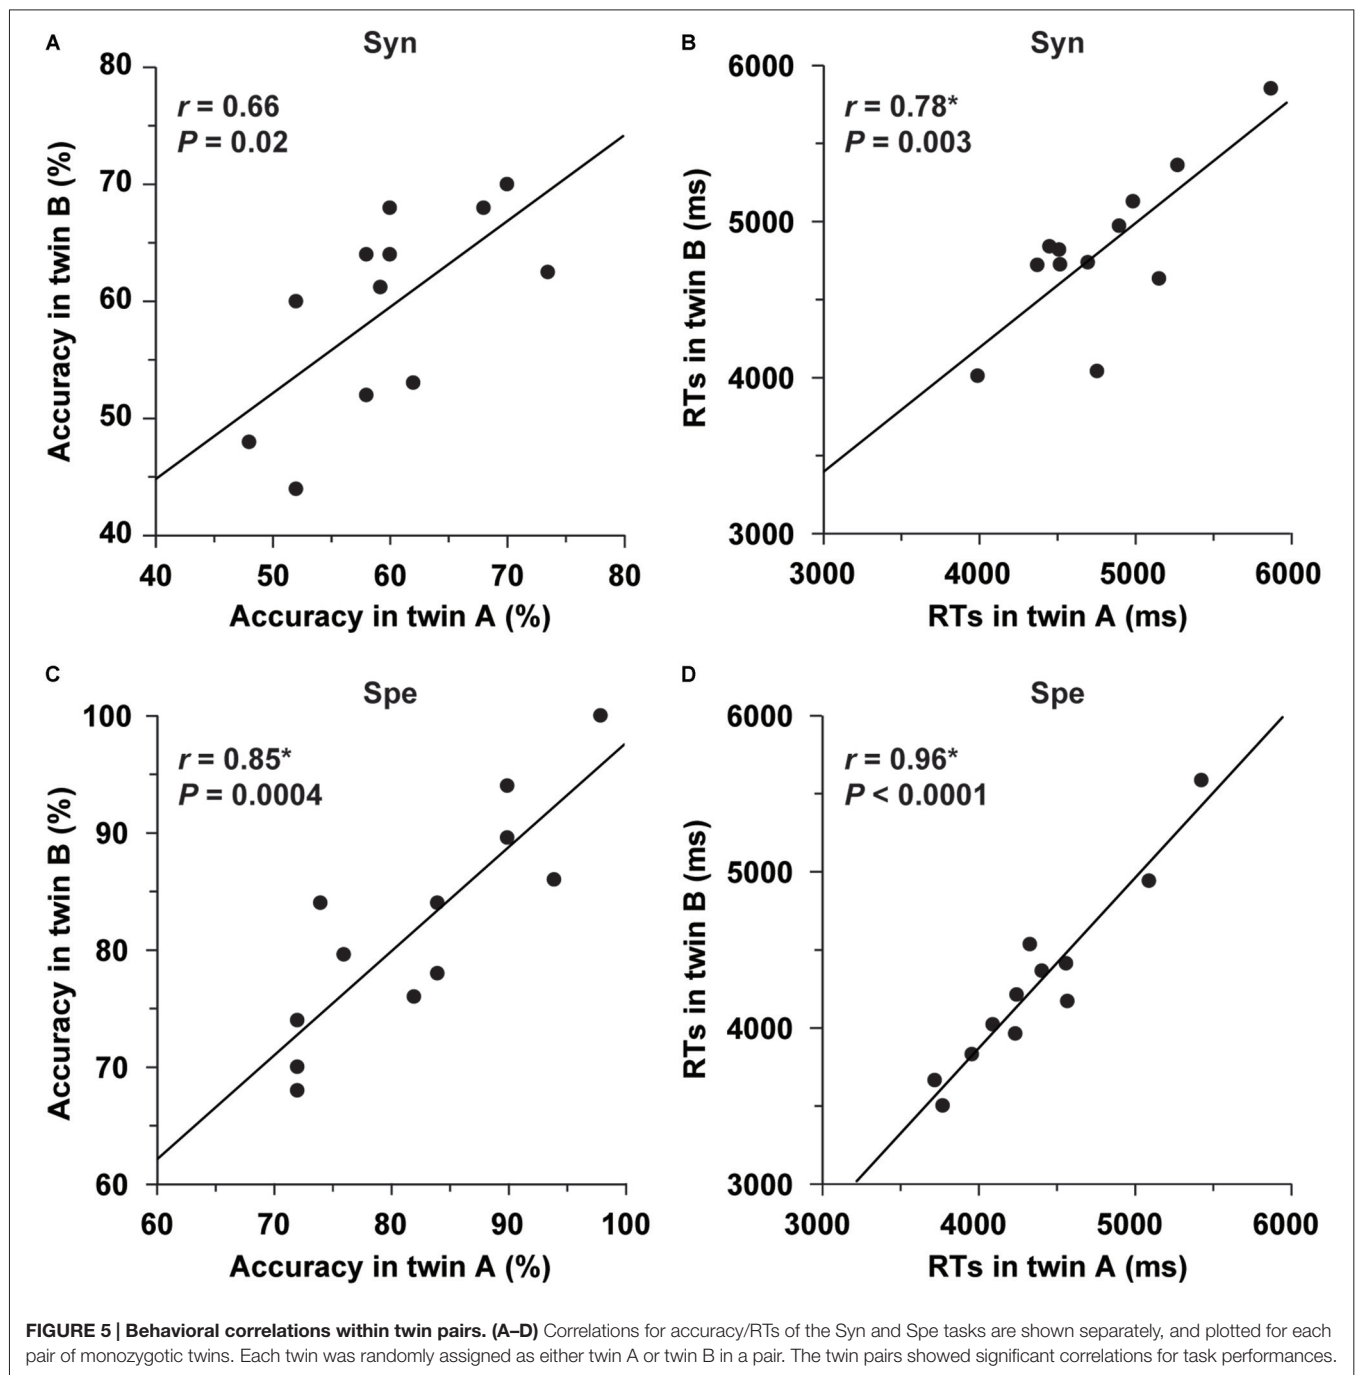 A
Syn
r = 0.66
P = 0.02
80
70
60
50
40
Accuracy in twin B (%)
40 50 60 70 80
Accuracy in twin A (%)
B
Syn
r = 0.78*
P = 0.003
6000
5000
4000
3000
RTs in twin B (ms)
3000 4000 5000 6000
RTs in twin A (ms)
C
Spe
r = 0.85*
P = 0.0004
100
90
80
70
60
Accuracy in twin B (%)
60 70 80 90 100
Accuracy in twin A (%)
D
Spe
r = 0.96*
P < 0.0001
6000
5000
4000
3000
RTs in twin B (ms)
3000 4000 5000 6000
RTs in twin A (ms)
FIGURE 5 | Behavioral correlations within twin pairs. (A–D) Correlations for accuracy/RTs of the Syn and Spe tasks are shown separately, and plotted for each
pair of monozygotic twins. Each twin was randomly assigned as either twin A or twin B in a pair. The twin pairs showed significant correlations for task performances.